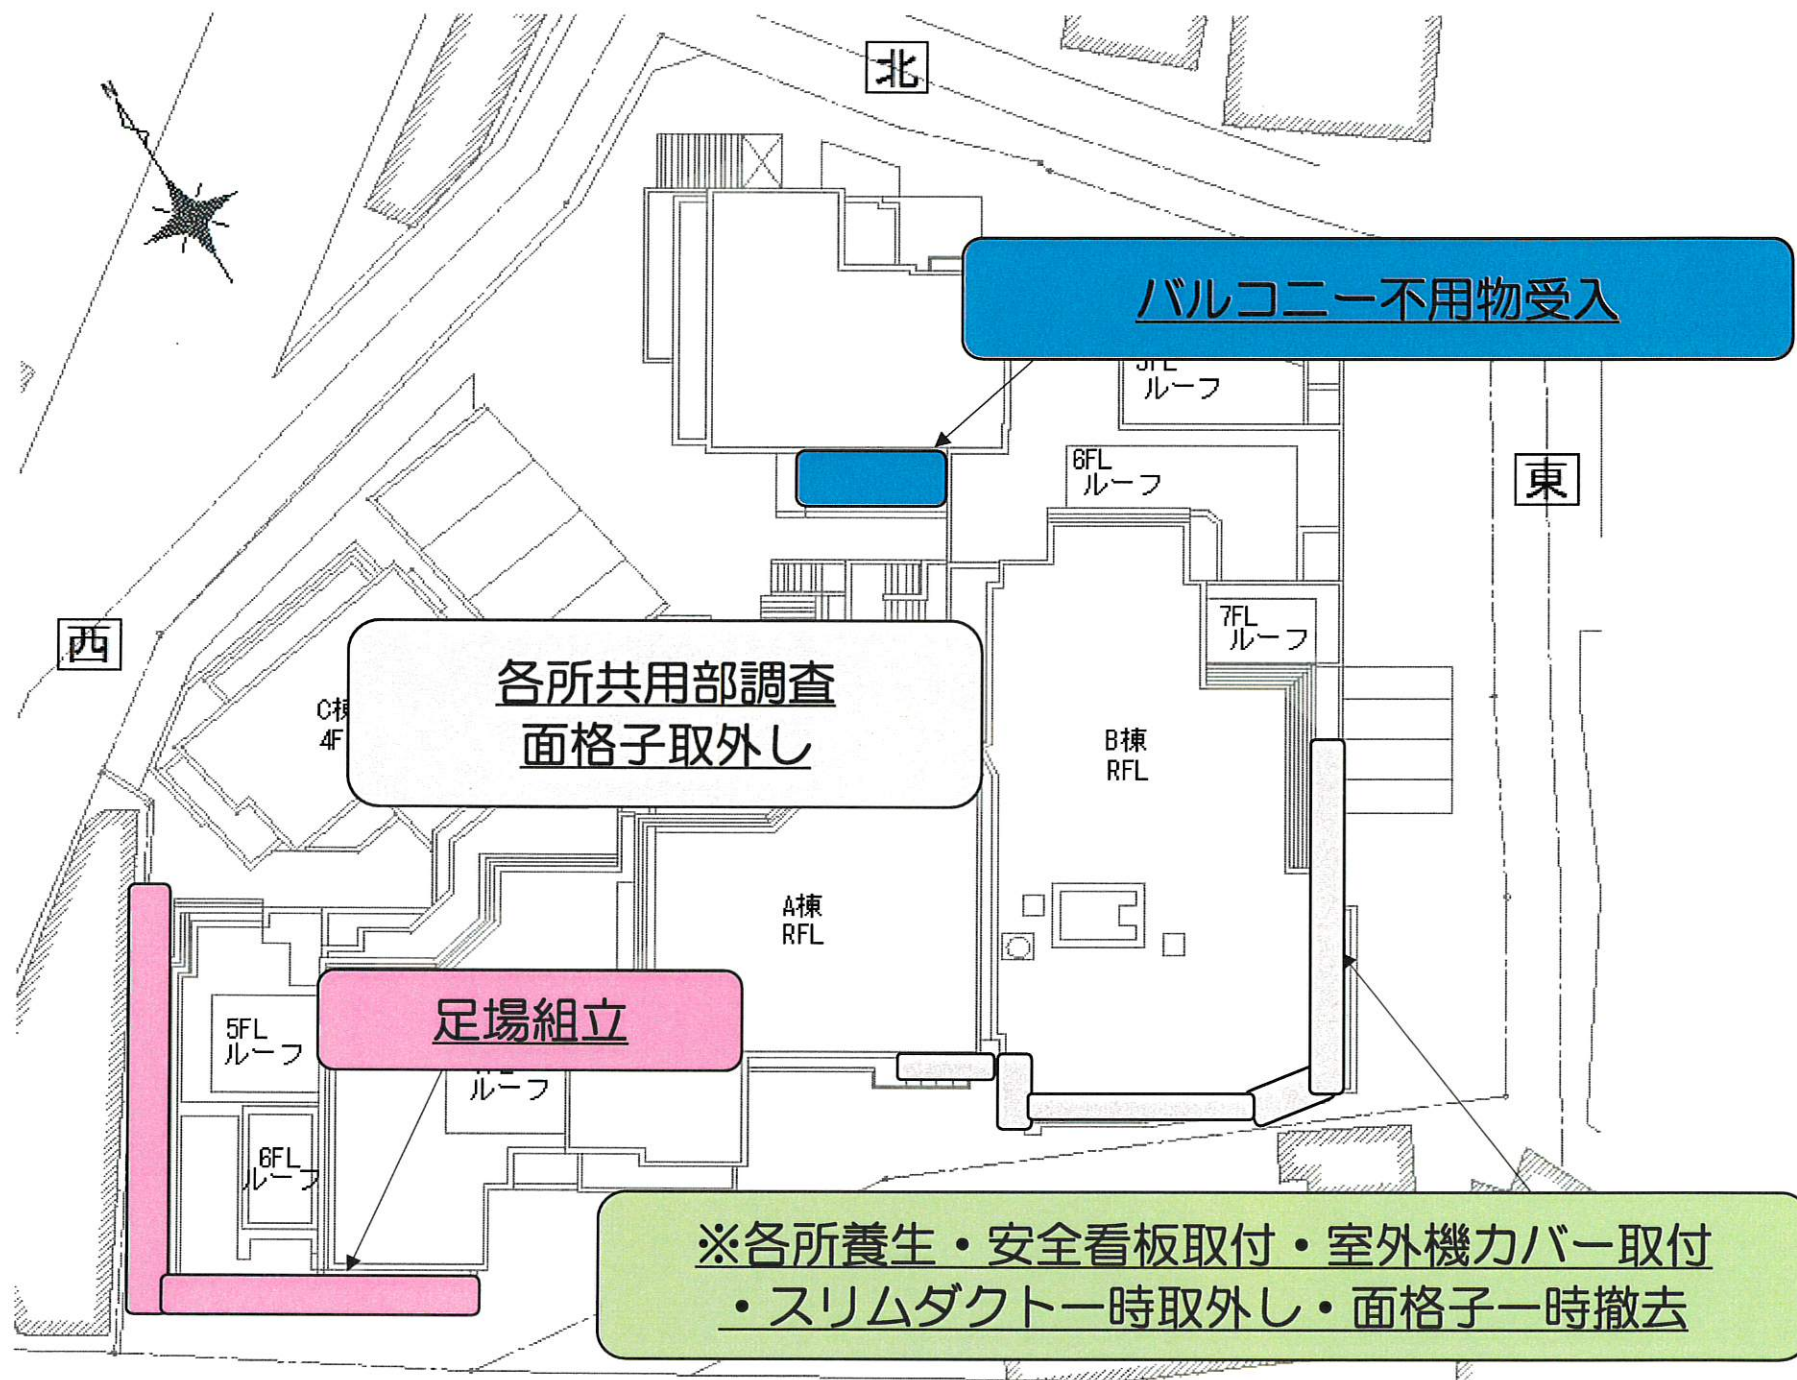 北
N
バルコニー不用物受入
ルーフ
6FL
ルーフ
東
7FL
ルーフ
西
各所共用部調査
面格子取外し
C棟
4F
B棟
RFL
A棟
RFL
足場組立
5FL
ルーフ
ルーフ
6FL
ルーフ
※各所養生・安全看板取付・室外機カバー取付
・スリムダクト一時取外し・面格子一時撤去